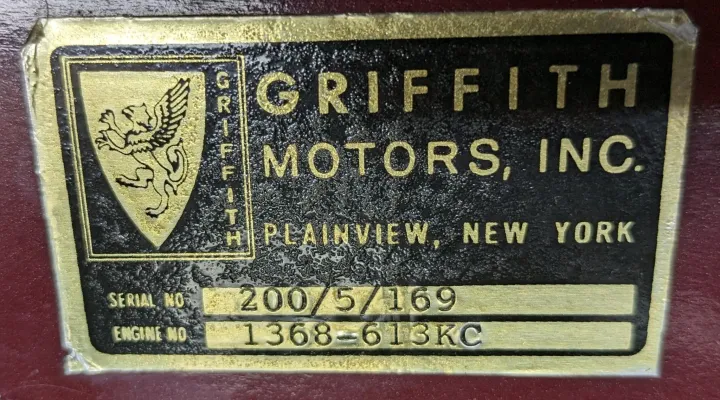 GRIFFITH
GRIFFITH
MOTORS, INC.
PLAINVIEW, NEW YORK
SERIAL NO 200/5/169
ENGINE NO 1368-613KC